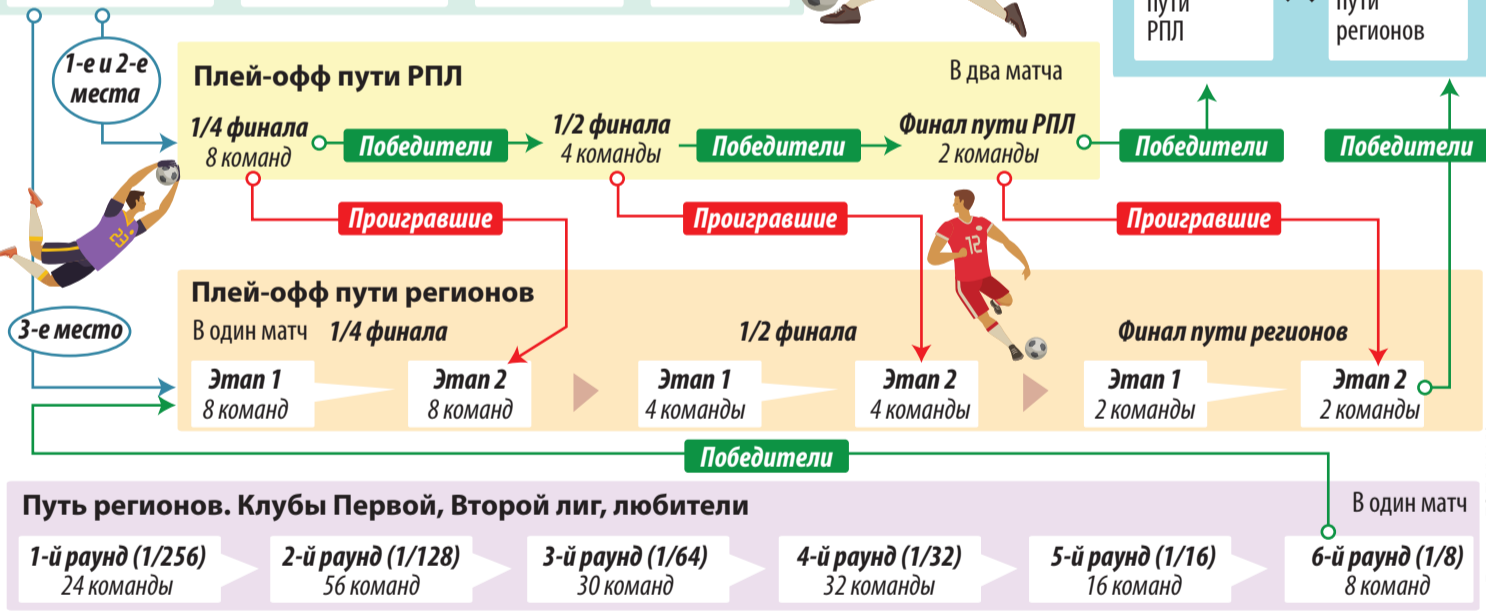 пути
РПЛ
пути
регионов
1-е и 2-е
места
Плей-офф пути РПЛ
В два матча
1/4 финала
8 команд
Победители
1/2 финала
4 команды
Победители
Финал пути РПЛ
2 команды
Победители
Победители
Проигравшие
Проигравшие
Проигравшие
23
12
Плей-офф пути регионов
3-е место
В один матч
1/4 финала
1/2 финала
Финал пути регионов
Этап 1
8 команд
Этап 2
8 команд
Этап 1
4 команды
Этап 2
4 команды
Этап 1
2 команды
Этап 2
2 команды
Победители
Путь регионов. Клубы Первой, Второй лиг, любители
В один матч
1-й раунд (1/256)
24 команды
2-й раунд (1/128)
56 команд
3-й раунд (1/64)
30 команд
4-й раунд (1/32)
32 команды
5-й раунд (1/16)
16 команд
6-й раунд (1/8)
8 команд